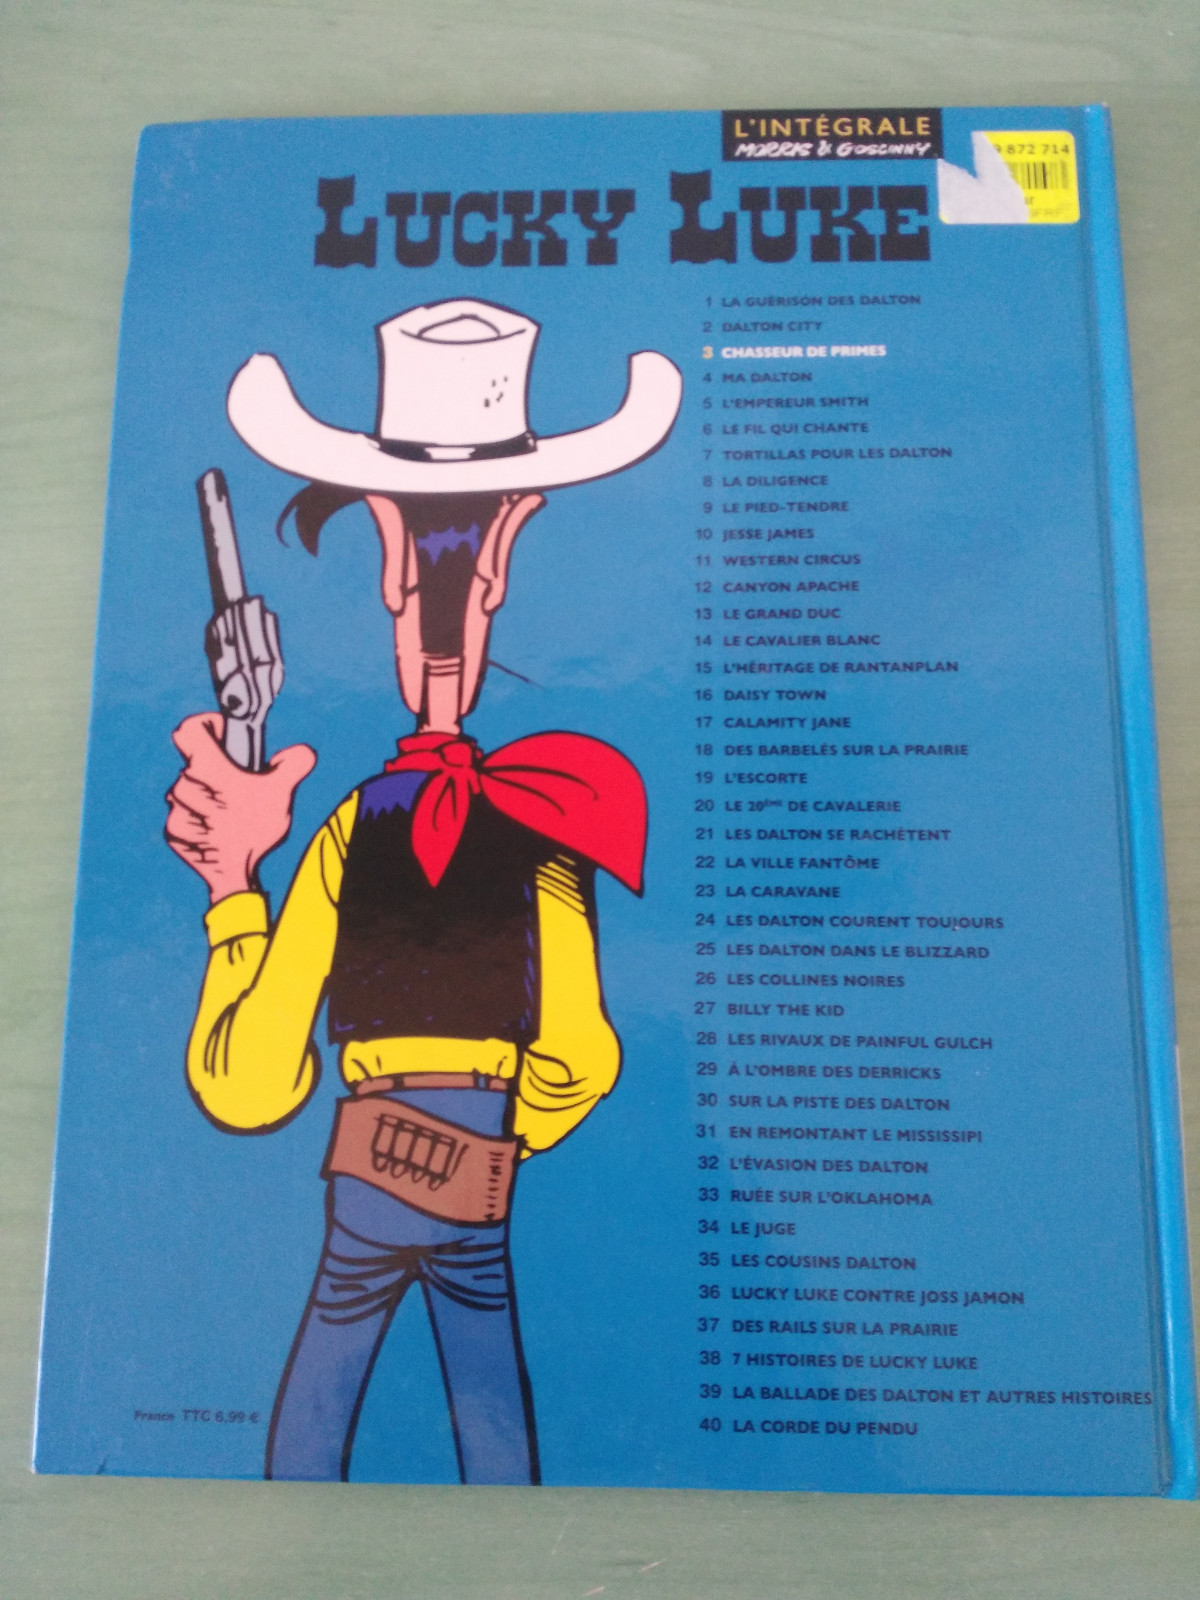 L'INTÉGRALE
MORRIS & GOSCINNY
9 872 714
LUCKY LUKE
1 LA GUÉRISON DES DALTON
2 DALTON CITY
3 CHASSEUR DE PRIMES
4 MA DALTON
5 L'EMPEREUR SMITH
6 LE FIL QUI CHANTE
7 TORTILLAS POUR LES DALTON
8 LA DILIGENCE
9 LE PIED-TENDRE
10 JESSE JAMES
11 WESTERN CIRCUS
12 CANYON APACHE
13 LE GRAND DUC
14 LE CAVALIER BLANC
15 L'HÉRITAGE DE RANTANPLAN
16 DAISY TOWN
17 CALAMITY JANE
18 DES BARBELÉS SUR LA PRAIRIE
19 L'ESCORTE
20 LE 20ÈME DE CAVALERIE
21 LES DALTON SE RACHÈTENT
22 LA VILLE FANTÔME
23 LA CARAVANE
24 LES DALTON COURENT TOUJOURS
25 LES DALTON DANS LE BLIZZARD
26 LES COLLINES NOIRES
27 BILLY THE KID
28 LES RIVAUX DE PAINFUL GULCH
29 À L'OMBRE DES DERRICKS
30 SUR LA PISTE DES DALTON
31 EN REMONTANT LE MISSISSIPI
32 L'ÉVASION DES DALTON
33 RUÉE SUR L'OKLAHOMA
34 LE JUGE
35 LES COUSINS DALTON
36 LUCKY LUKE CONTRE JOSS JAMON
37 DES RAILS SUR LA PRAIRIE
38 7 HISTOIRES DE LUCKY LUKE
39 LA BALLADE DES DALTON ET AUTRES HISTOIRES
40 LA CORDE DU PENDU
France TTC 6,99 €